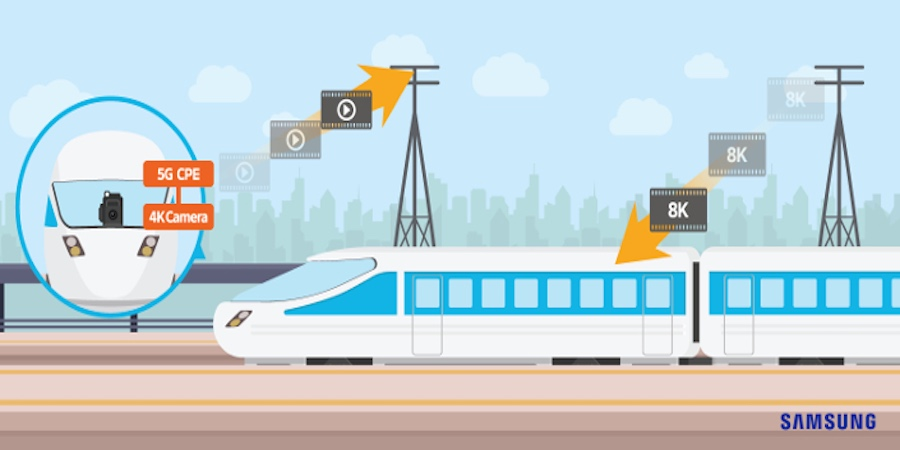 5G CPE
4K Camera
8K
8K
8K
SAMSUNG